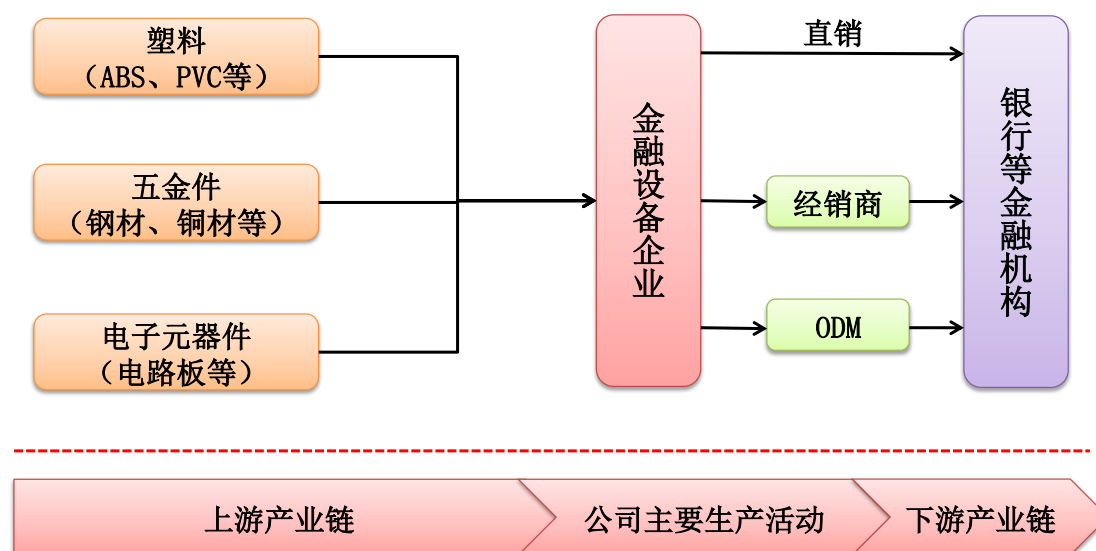 塑料
（ABS、PVC等）
五金件
（钢材、铜材等）
电子元器件
（电路板等）
金融设备企业
直销
经销商
ODM
银行等金融机构
上游产业链
公司主要生产活动
下游产业链